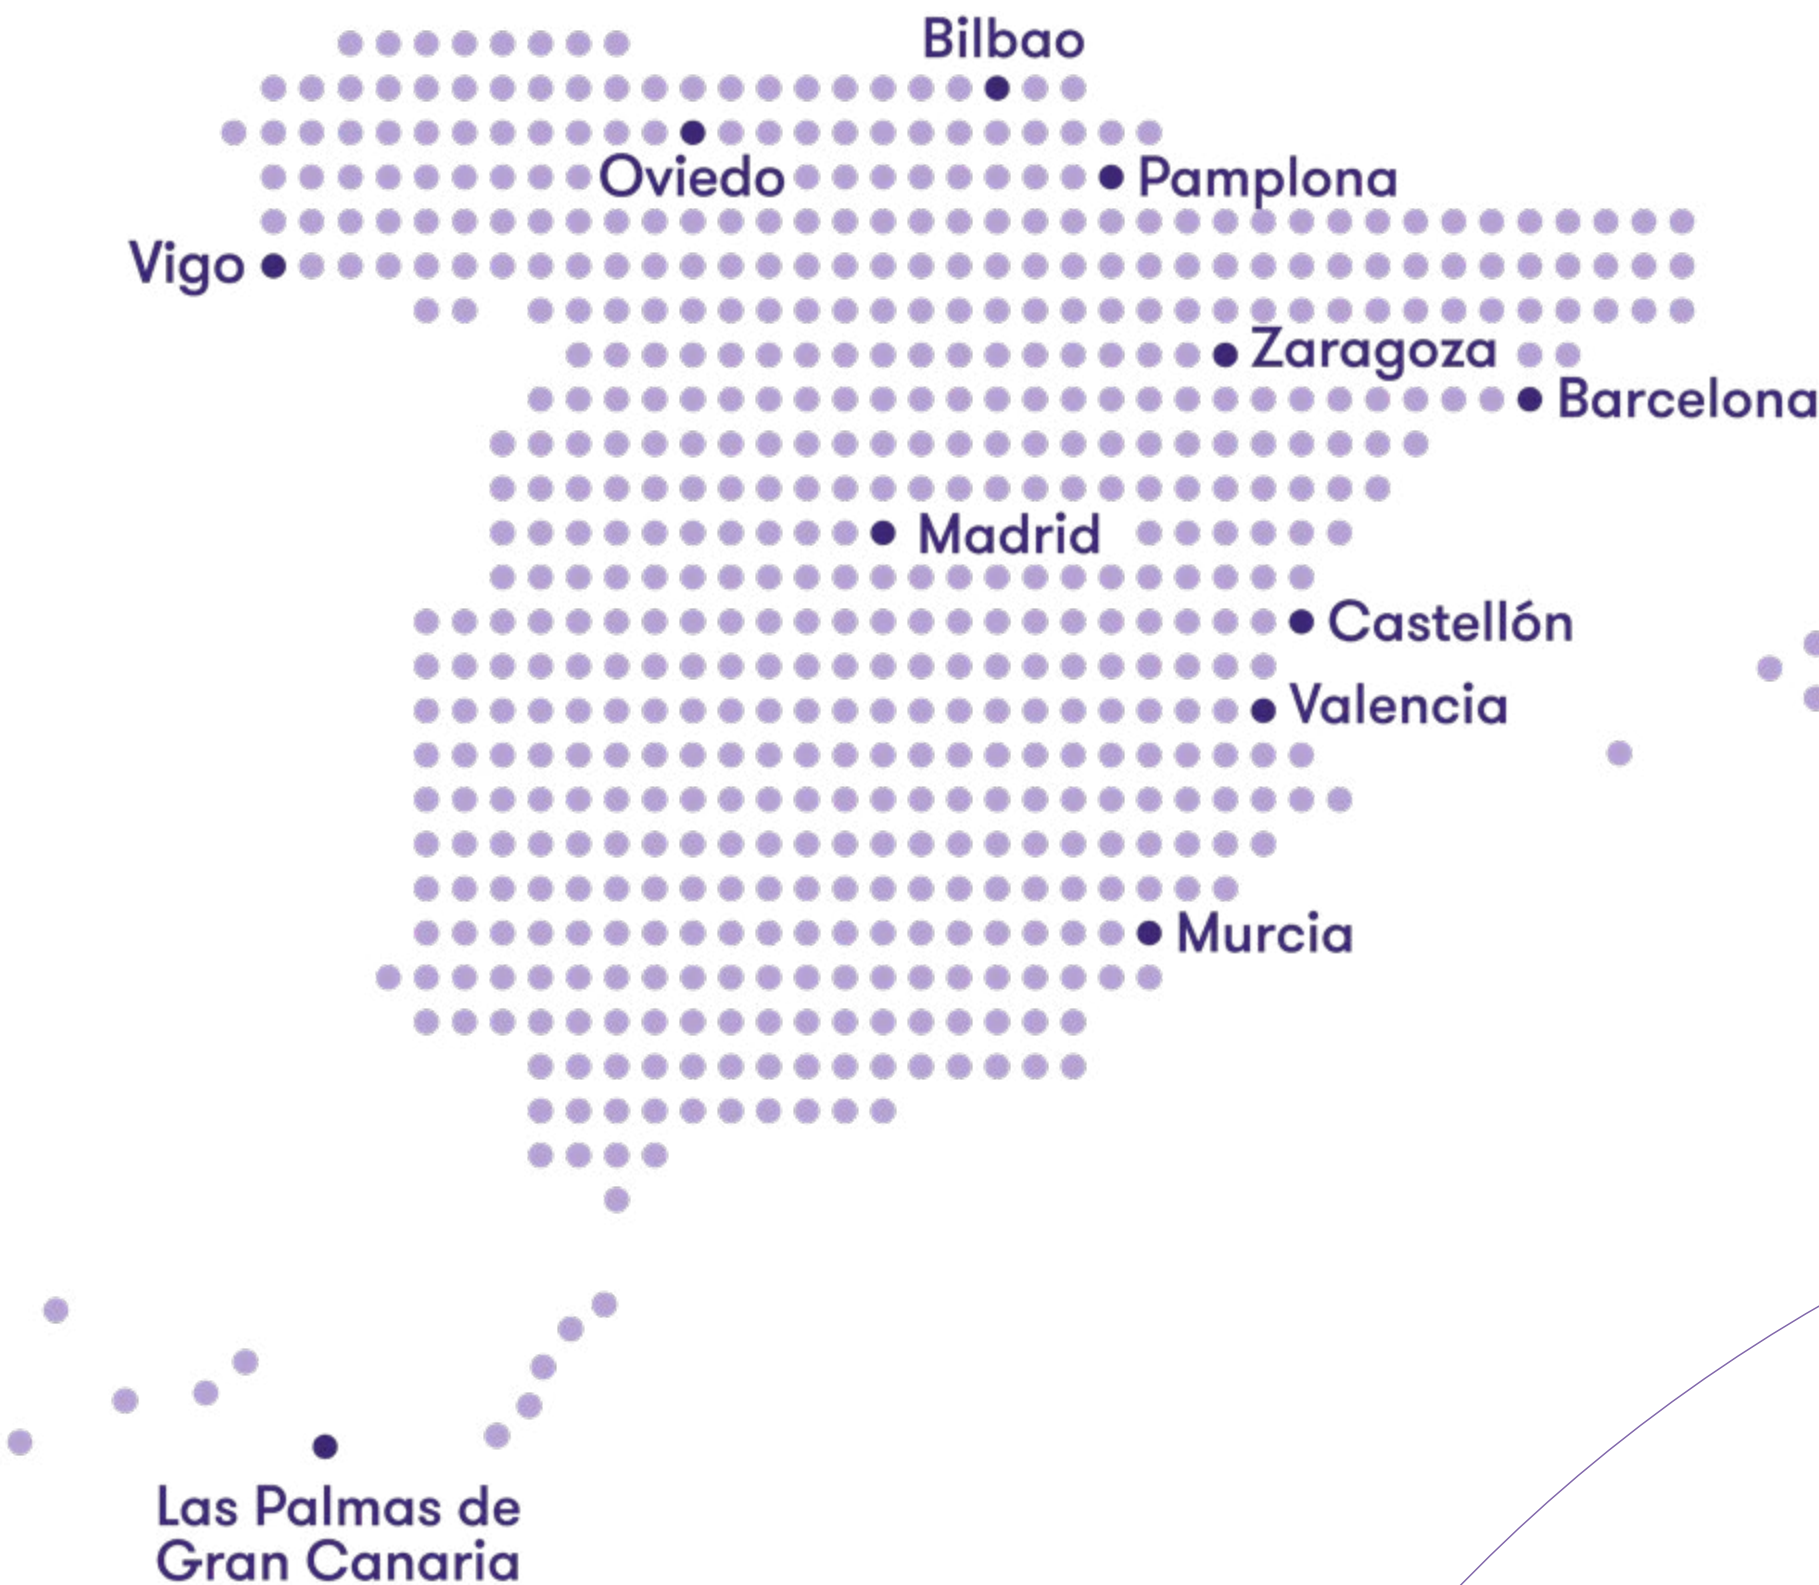 Bilbao
Oviedo
Pamplona
Vigo
Zaragoza
Barcelona
Madrid
Castellón
Valencia
Murcia
Las Palmas de
Gran Canaria